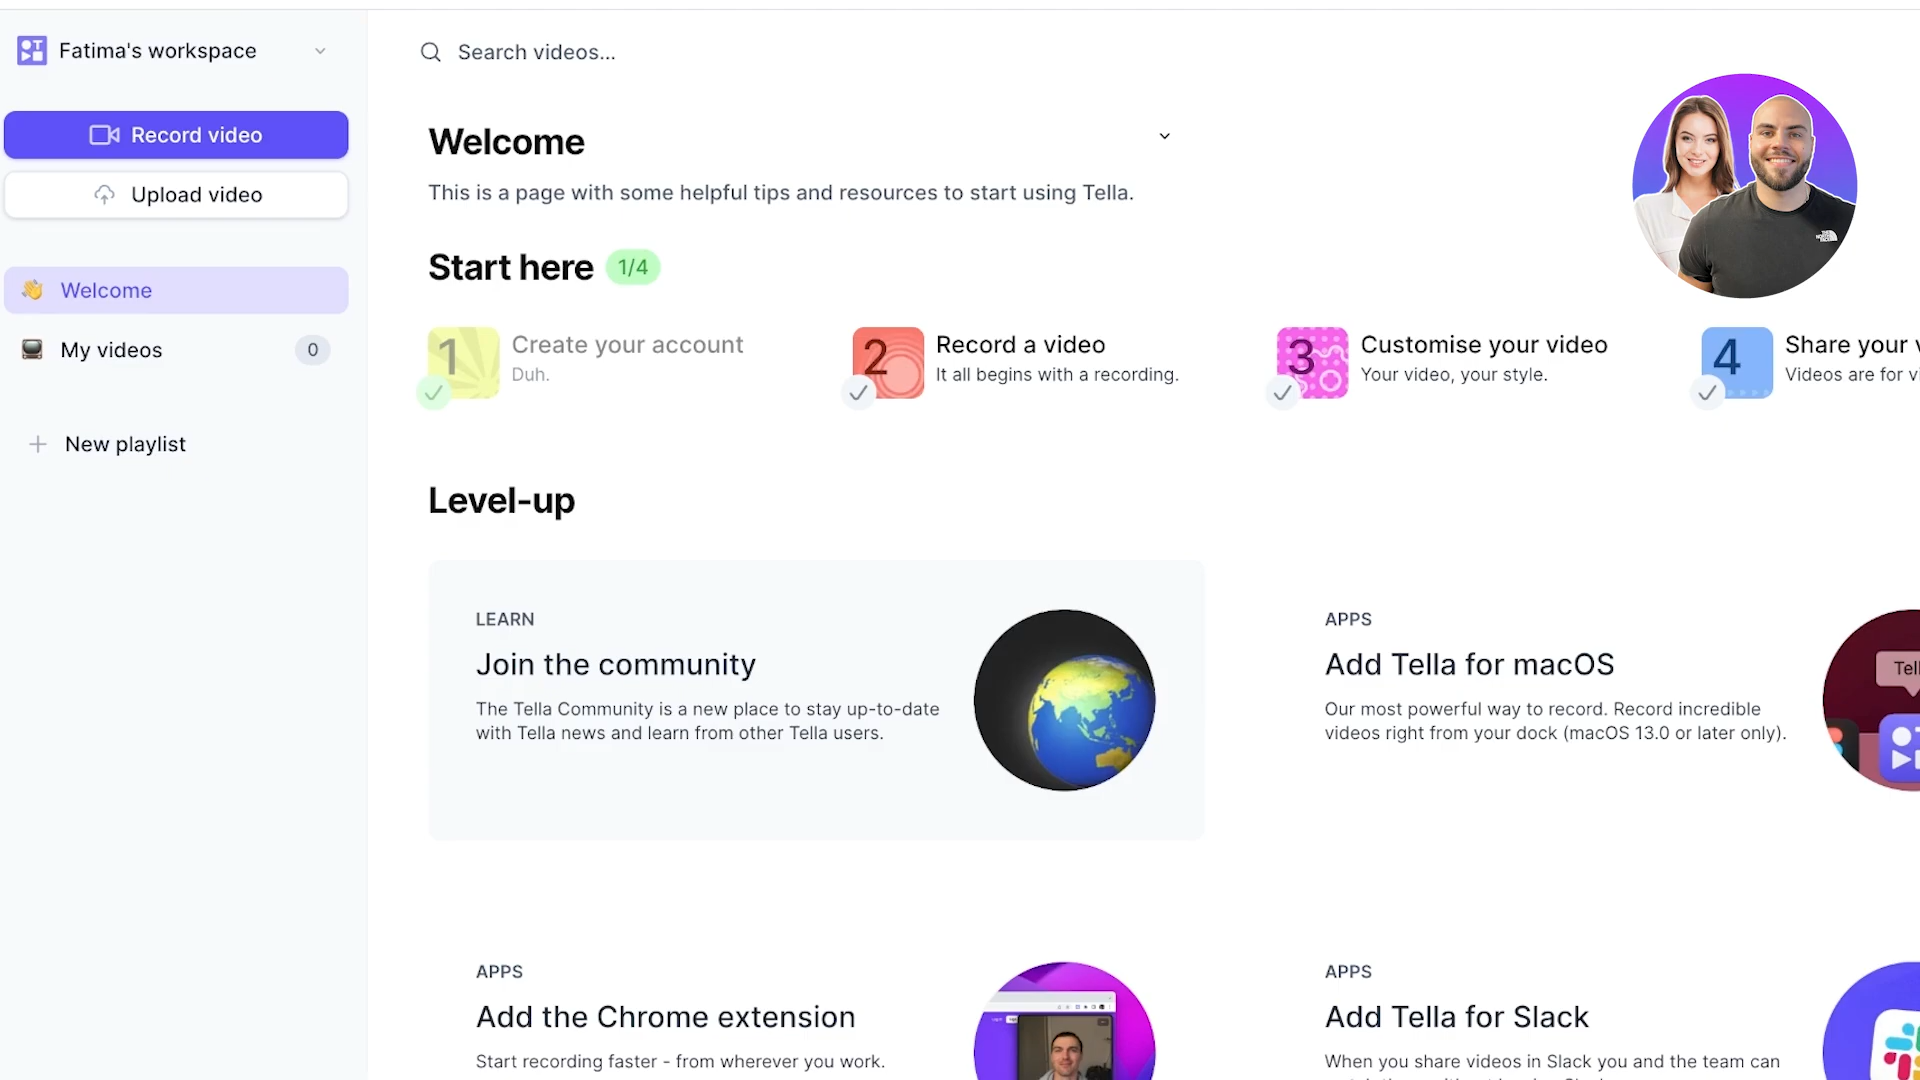 Fatima's workspace
Search videos...
Record video
Upload video
Welcome
My videos 0
New playlist
Welcome
This is a page with some helpful tips and resources to start using Tella.
Start here 1/4
1 Create your account
Duh.
2 Record a video
It all begins with a recording.
3 Customise your video
Your video, your style.
4 Share your
Videos are for
THE NORTH FACE
Level-up
LEARN
Join the community
The Tella Community is a new place to stay up-to-date
with Tella news and learn from other Tella users.
APPS
Add Tella for macOS
Our most powerful way to record. Record incredible
videos right from your dock (macOS 13.0 or later only).
APPS
Add the Chrome extension
Start recording faster - from wherever you work.
APPS
Add Tella for Slack
When you share videos in Slack you and the team can